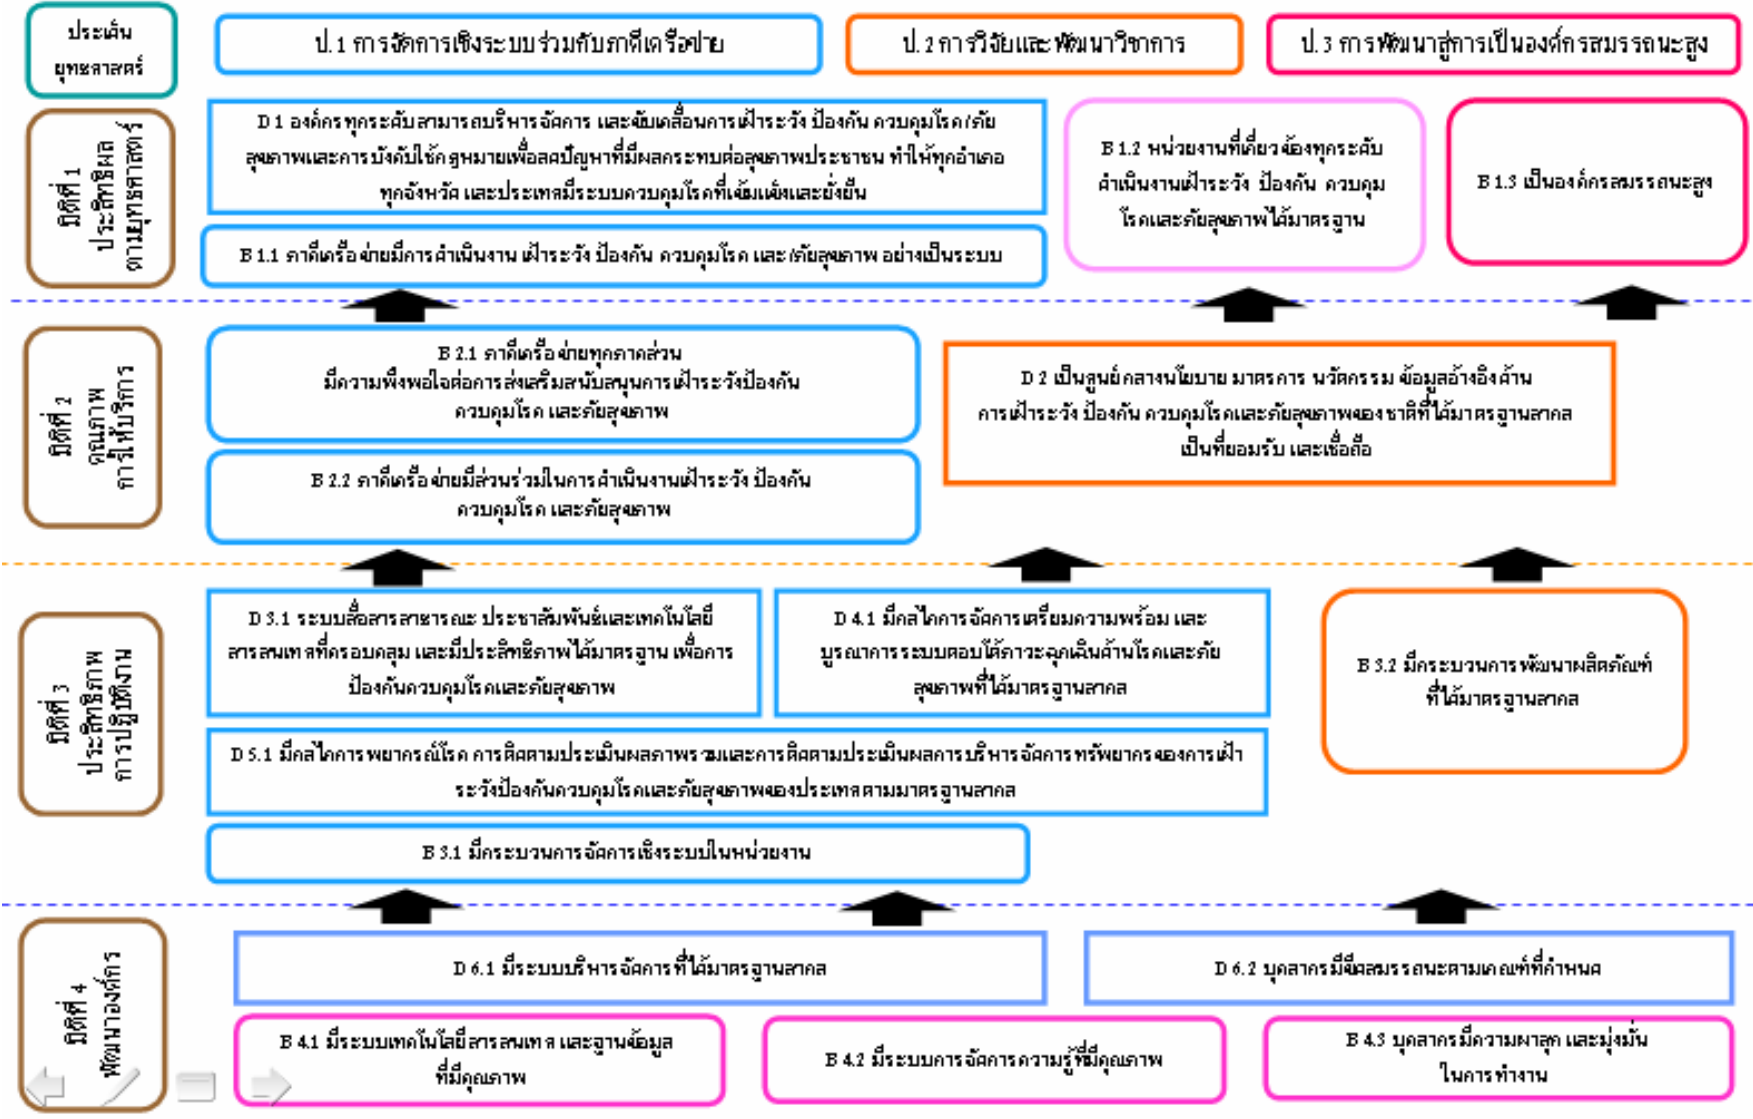 ประเด็น
ยุทธศาสตร์
ป.1 การจัดการเชิงระบบร่วมกับภาคีเครือข่าย
ป.2 การวิจัยและพัฒนาวิชาการ
ป.3 การพัฒนาสู่การเป็นองค์กรสมรรถนะสูง
มิติที่ 1
ประสิทธิผล
ตามยุทธศาสตร์
D 1 องค์กรทุกระดับสามารถบริหารจัดการ และขับเคลื่อนการเฝ้าระวัง ป้องกัน ควบคุมโรค/ภัย
สุขภาพและการบังคับใช้กฎหมายเพื่อลดปัญหาที่มีผลกระทบต่อสุขภาพประชาชน ทำให้ทุกอำเภอ
ทุกจังหวัด และประเทศมีระบบควบคุมโรคที่เข้มแข็งและยั่งยืน
B 1.1 ภาคีเครือข่ายมีการดำเนินงาน เฝ้าระวัง ป้องกัน ควบคุมโรค และ/ภัยสุขภาพ อย่างเป็นระบบ
B 1.2 หน่วยงานที่เกี่ยวข้องทุกระดับ
ดำเนินงานเฝ้าระวัง ป้องกัน ควบคุม
โรคและภัยสุขภาพได้มาตรฐาน
B 1.3 เป็นองค์กรสมรรถนะสูง
มิติที่ 2
คุณภาพ
การให้บริการ
B 2.1 ภาคีเครือข่ายทุกภาคส่วน
มีความพึงพอใจต่อการส่งเสริมสนับสนุนการเฝ้าระวังป้องกัน
ควบคุมโรค และภัยสุขภาพ
B 2.2 ภาคีเครือข่ายมีส่วนร่วมในการดำเนินงานเฝ้าระวัง ป้องกัน
ควบคุมโรค และภัยสุขภาพ
D 2 เป็นศูนย์กลางนโยบาย มาตรการ นวัตกรรม ข้อมูลอ้างอิงด้าน
การเฝ้าระวัง ป้องกัน ควบคุมโรคและภัยสุขภาพของชาติที่ได้มาตรฐานสากล
เป็นที่ยอมรับ และเชื่อถือ
มิติที่ 3
ประสิทธิภาพ
การปฏิบัติงาน
D 3.1 ระบบสื่อสารสาธารณะ ประชาสัมพันธ์และเทคโนโลยี
สารสนเทศที่ครอบคลุม และมีประสิทธิภาพได้มาตรฐาน เพื่อการ
ป้องกันควบคุมโรคและภัยสุขภาพ
D 4.1 มีกลไกการจัดการเตรียมความพร้อม และ
บูรณาการระบบตอบโต้ภาวะฉุกเฉินด้านโรคและภัย
สุขภาพที่ได้มาตรฐานสากล
B 3.2 มีกระบวนการพัฒนาผลิตภัณฑ์
ที่ได้มาตรฐานสากล
D 5.1 มีกลไกการพยากรณ์โรค การติดตามประเมินผลภาพรวมและการติดตามประเมินผลการบริหารจัดการทรัพยากรของการเฝ้า
ระวังป้องกันควบคุมโรคและภัยสุขภาพของประเทศตามมาตรฐานสากล
B 3.1 มีกระบวนการจัดการเชิงระบบในหน่วยงาน
มิติที่ 4
พัฒนาองค์กร
D 6.1 มีระบบบริหารจัดการที่ได้มาตรฐานสากล
D 6.2 บุคลากรมีขีดสมรรถนะตามเกณฑ์ที่กำหนด
B 4.1 มีระบบเทคโนโลยีสารสนเทศ และฐานข้อมูล
ที่มีคุณภาพ
B 4.2 มีระบบการจัดการความรู้ที่มีคุณภาพ
B 4.3 บุคลากรมีความผาสุก และมุ่งมั่น
ในการทำงาน